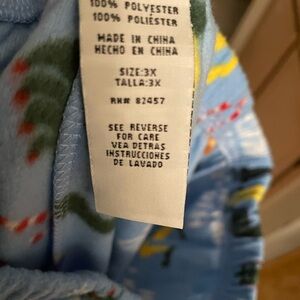 100% POLYESTER
100% POLIÉSTER
MADE IN CHINA
HECHO EN CHINA
SIZE:3X
TALLA:3X
RN# 82457
SEE REVERSE
FOR CARE
VEA DETRAS
INSTRUCCIONES
DE LAVADO